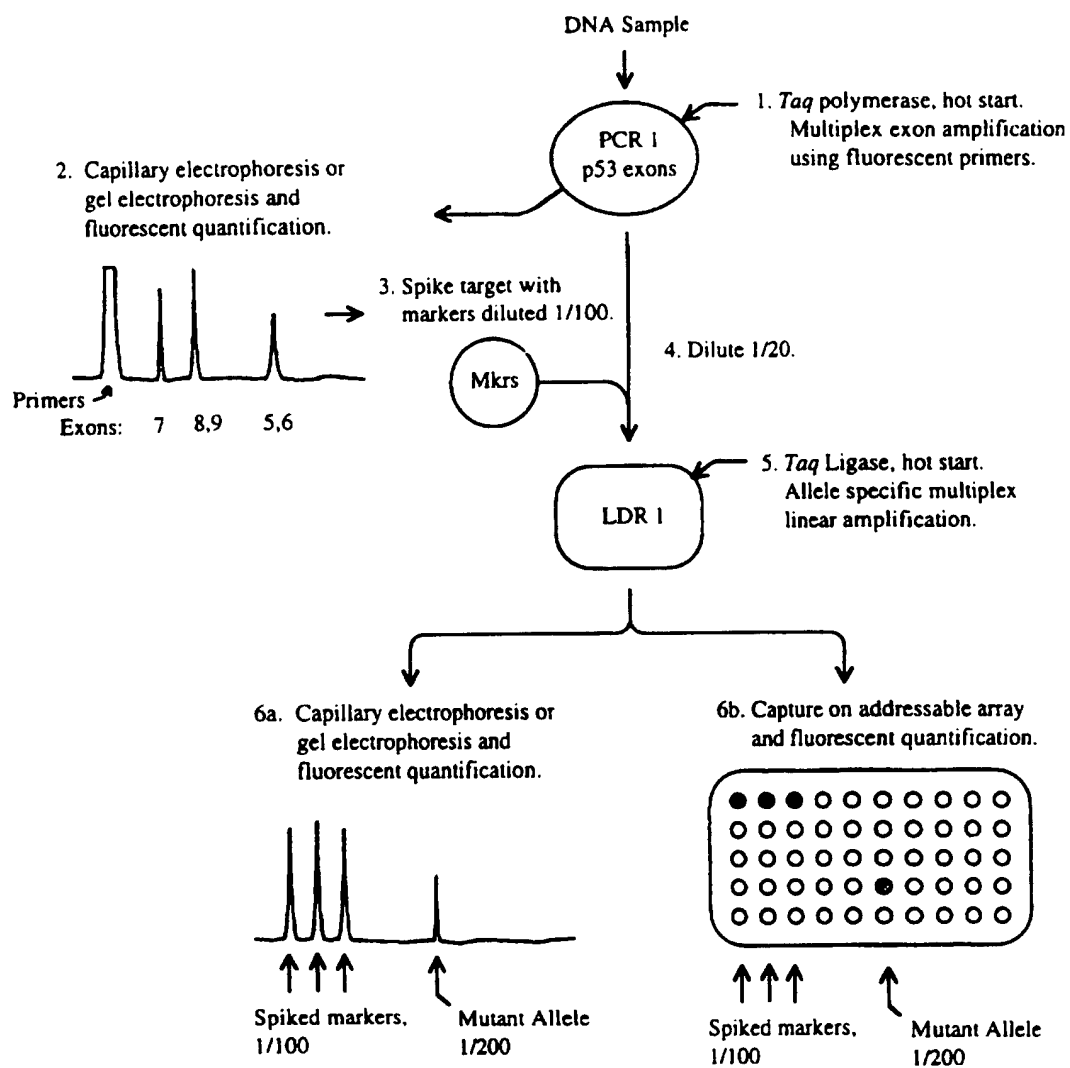 DNA Sample
1. Taq polymerase, hot start.
Multiplex exon amplification
using fluorescent primers.
PCR 1
p53 exons
2. Capillary electrophoresis or
gel electrophoresis and
fluorescent quantification.
3. Spike target with
markers diluted 1/100.
4. Dilute 1/20.
Mkrs
Primers
Exons: 7 8,9 5,6
5. Taq Ligase, hot start.
Allele specific multiplex
linear amplification.
LDR 1
6a. Capillary electrophoresis or
gel electrophoresis and
fluorescent quantification.
6b. Capture on addressable array
and fluorescent quantification.
Spiked markers,
1/100
Mutant Allele
1/200
Spiked markers,
1/100
Mutant Allele
1/200